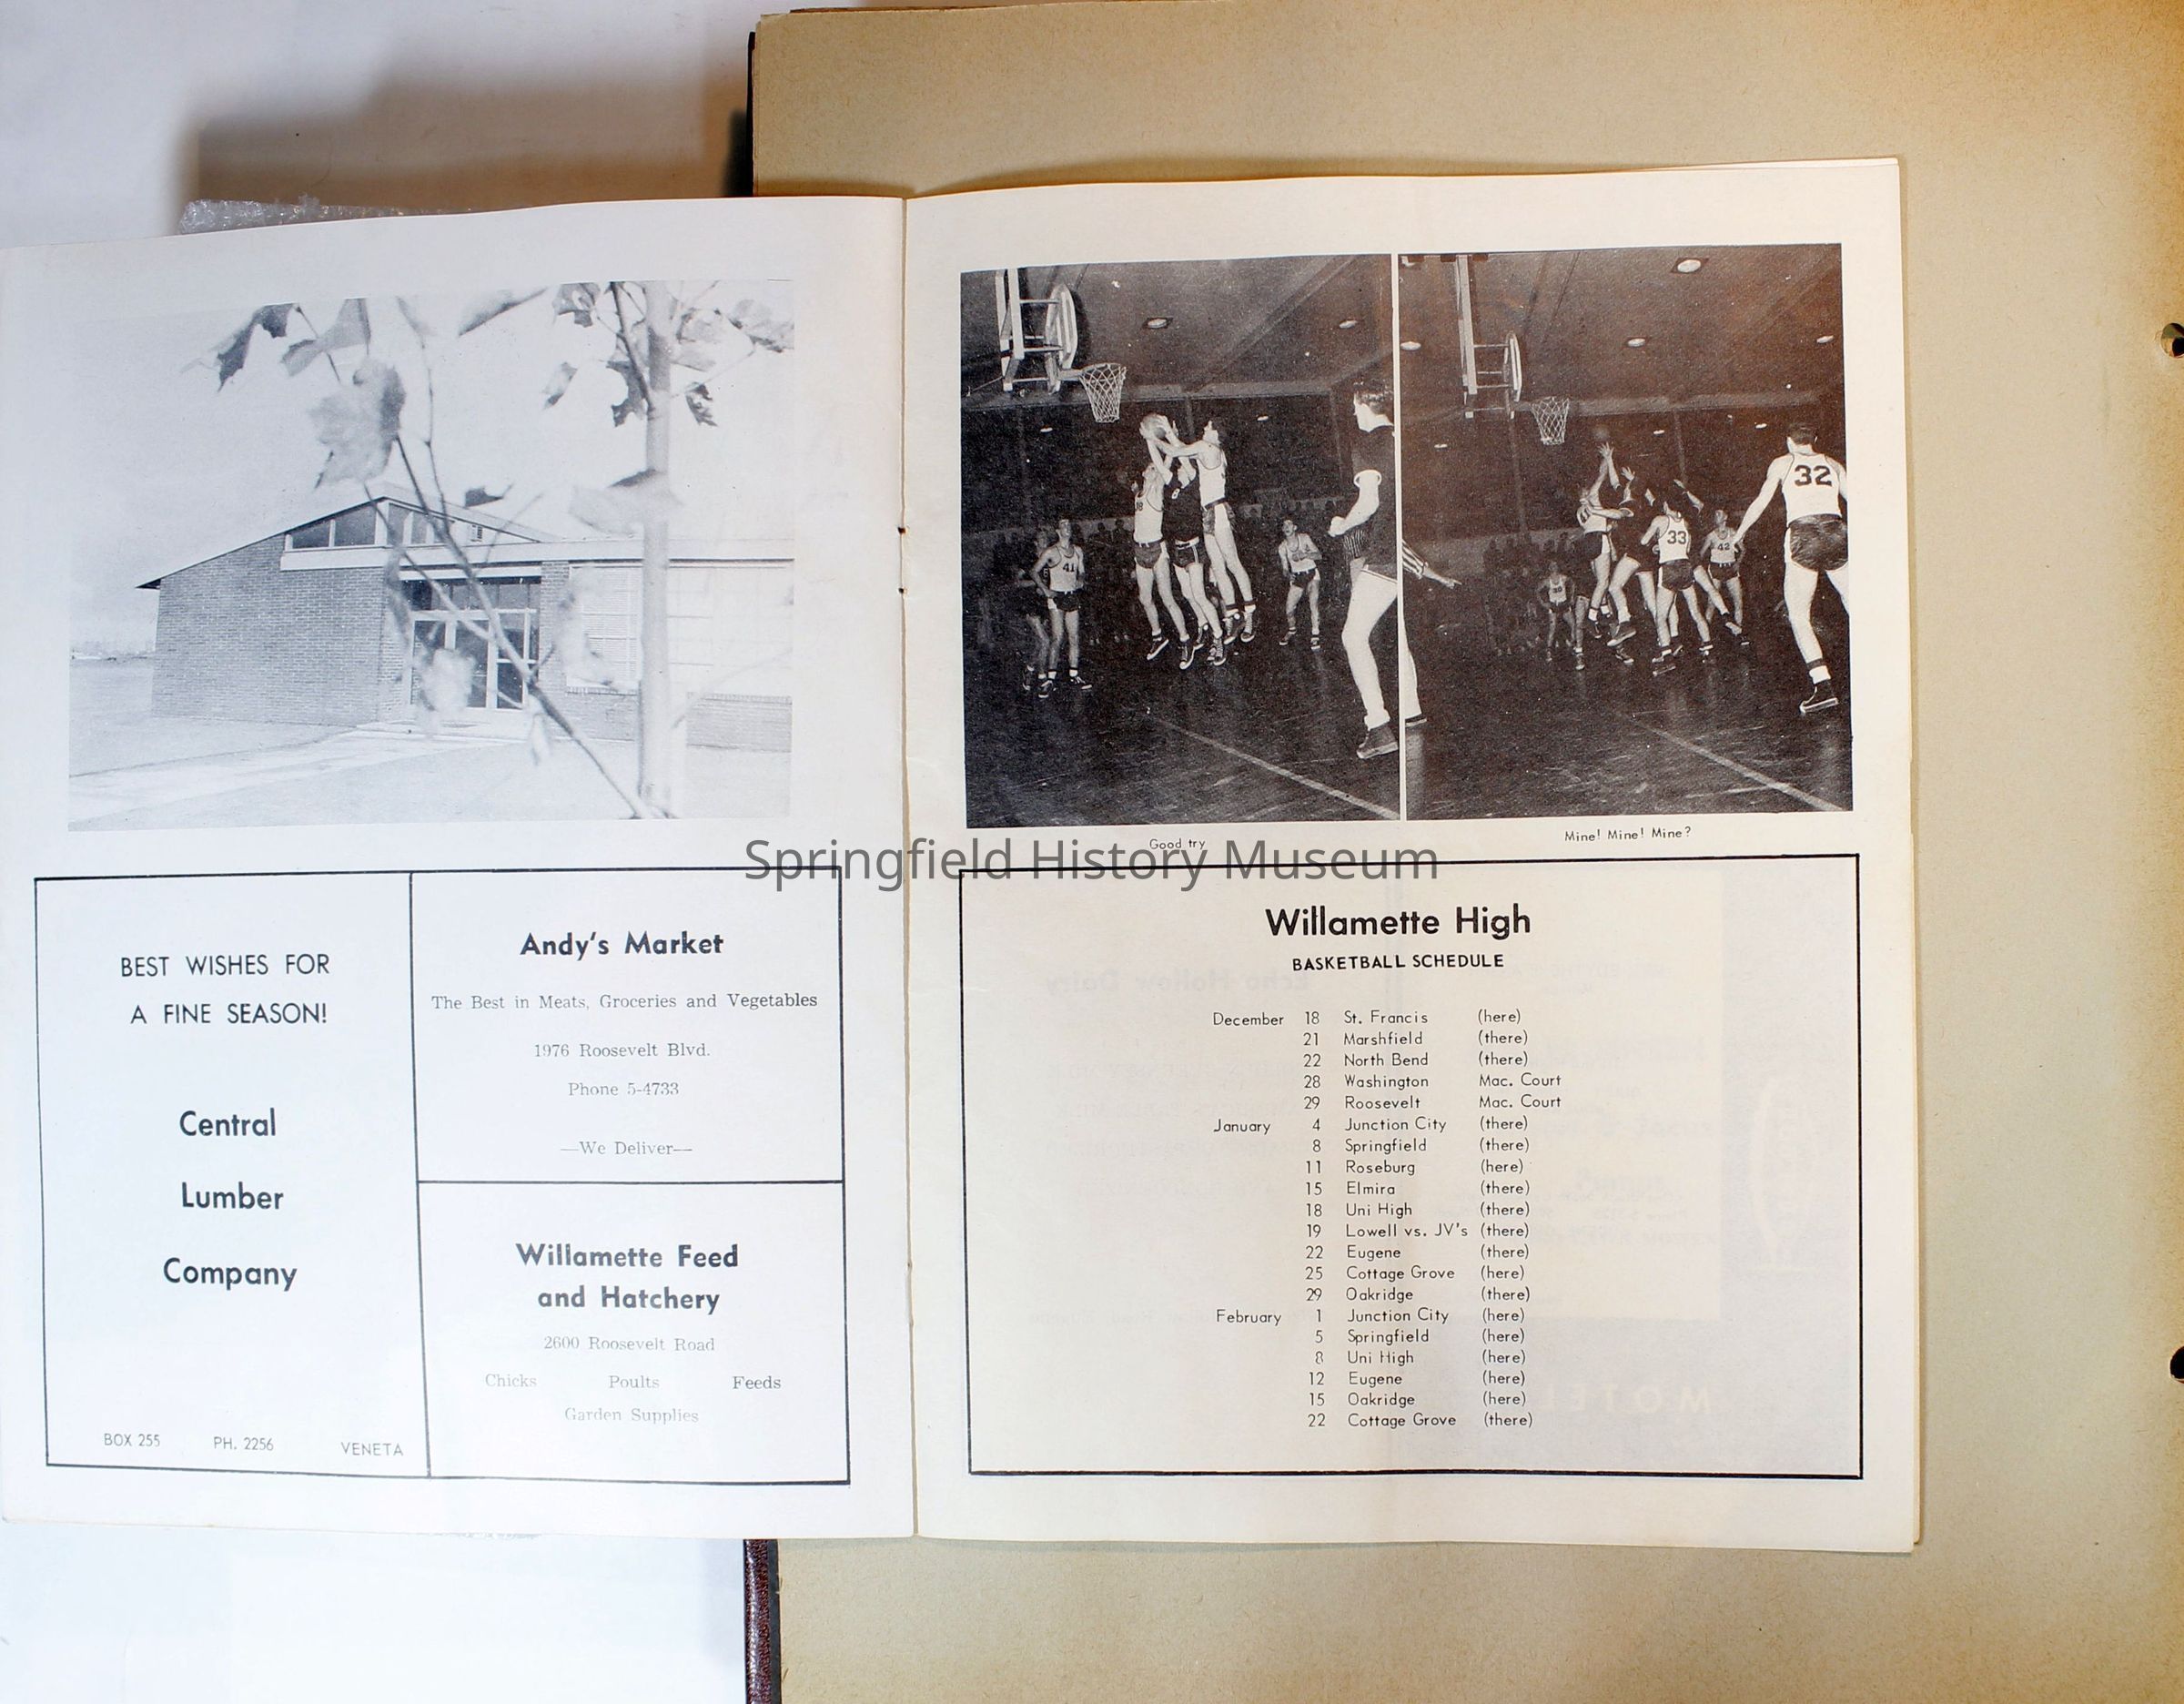 BEST WISHES FOR
A FINE SEASON!
Central
Lumber
Company
BOX 255 PH. 2256 VENETA
Andy's Market
The Best in Meats, Groceries and Vegetables
1976 Roosevelt Blvd.
Phone 5-4733
—We Deliver—
Willamette Feed
and Hatchery
2600 Roosevelt Road
Chicks Poults Feeds
Garden Supplies
41
32
33
42
30
Good try
Mine! Mine! Mine?
Springfield History Museum
Willamette High
BASKETBALL SCHEDULE
December 18 St. Francis (here)
21 Marshfield (there)
22 North Bend (there)
28 Washington Mac. Court
29 Roosevelt Mac. Court
January 4 Junction City (there)
8 Springfield (there)
11 Roseburg (here)
15 Elmira (there)
18 Uni High (there)
19 Lowell vs. JV's (there)
22 Eugene (there)
25 Cottage Grove (here)
29 Oakridge (there)
February 1 Junction City (here)
5 Springfield (here)
8 Uni High (here)
12 Eugene (here)
15 Oakridge (here)
22 Cottage Grove (there)